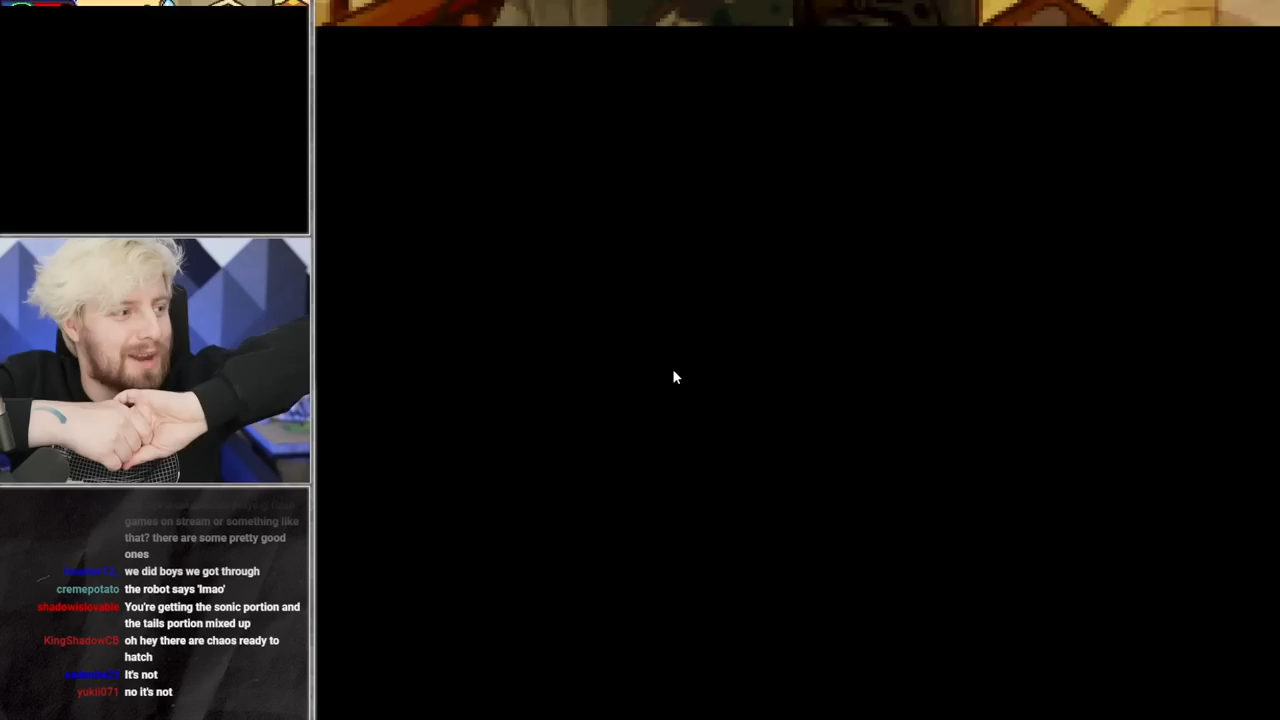 games on stream or something like
that? there are some pretty good
ones
we did boys we got through
cremepotato the robot says 'lmao'
shadowislovable You're getting the sonic portion and
the tails portion mixed up
KingShadowCB oh hey there are chaos ready to
hatch
It's not
yukii071 no it's not